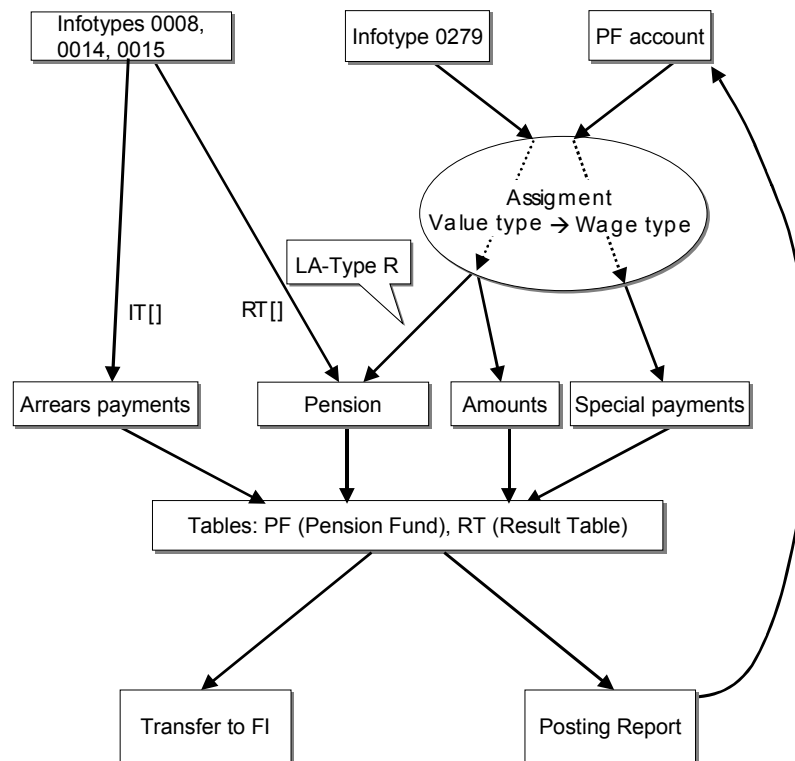 Infotypes 0008,
0014, 0015
Infotype 0279
PF account
Assigment
Value type → Wage type
LA-Type R
IT[]
RT[]
Arrears payments
Pension
Amounts
Special payments
Tables: PF (Pension Fund), RT (Result Table)
Transfer to FI
Posting Report